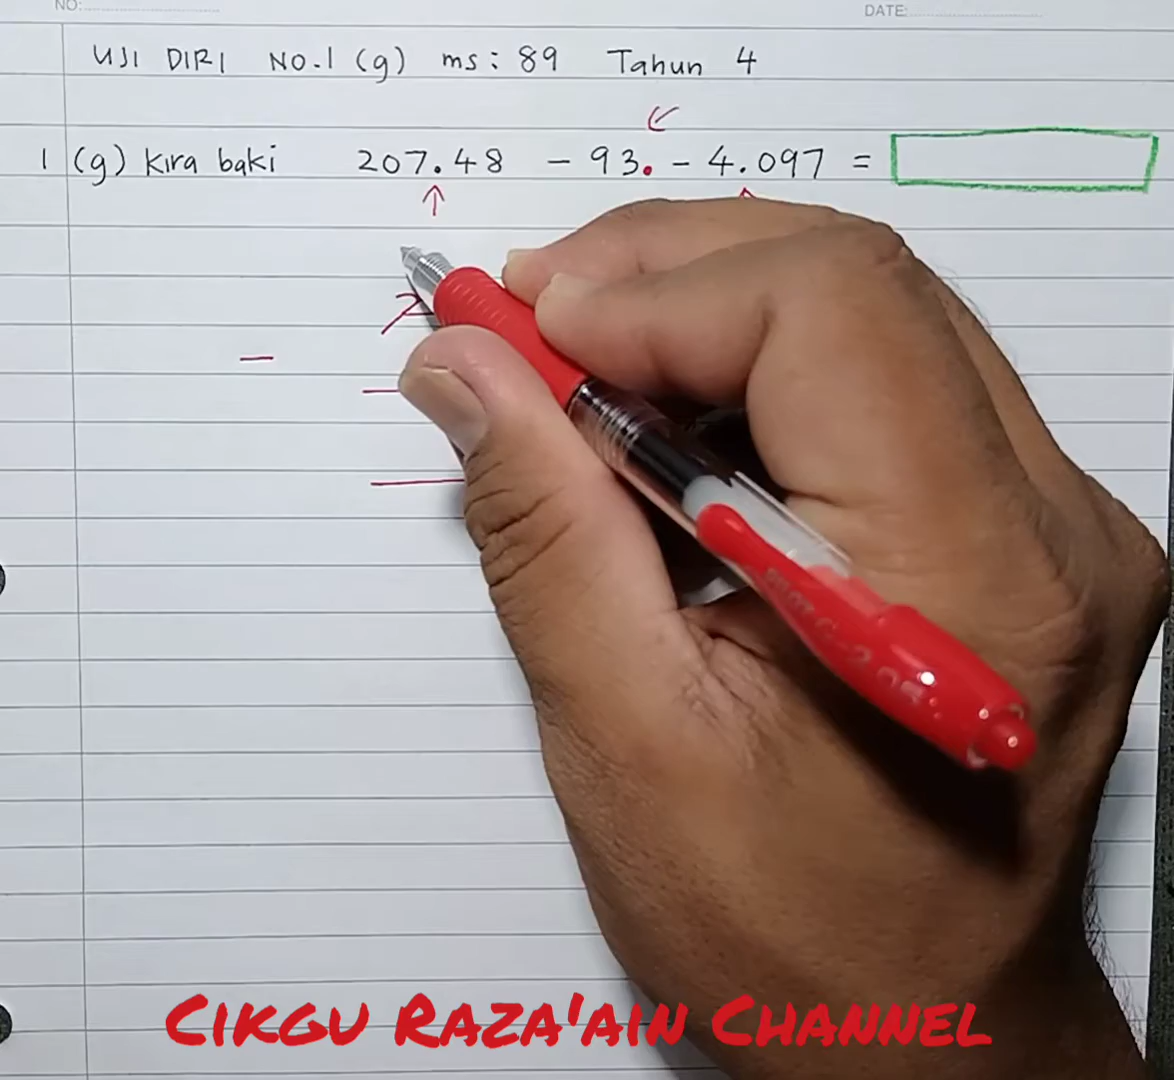 NO:
DATE:
UJI DIRI NO.1 (g) ms: 89 Tahun 4
1 (g) Kira baki 207.48 - 93. - 4.097 =
CIKGU RAZA'AIN CHANNEL